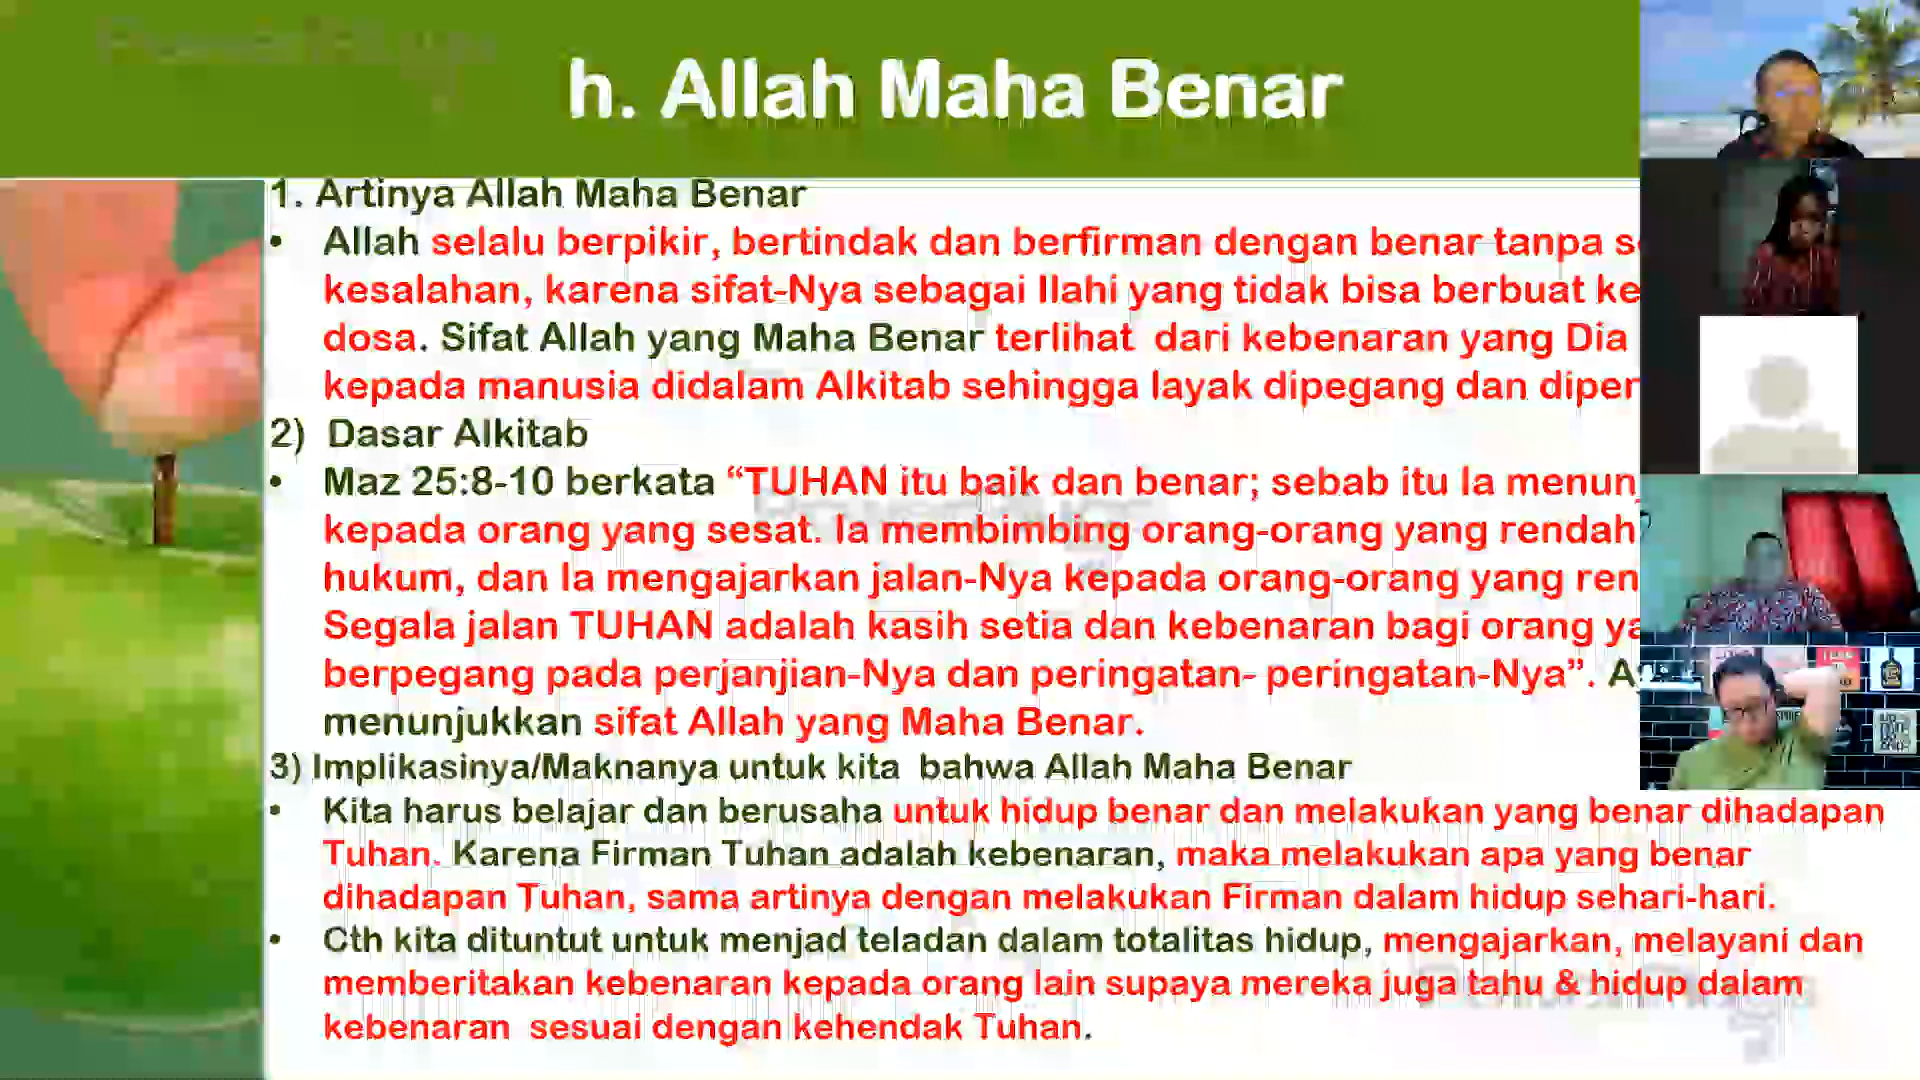 h. Allah Maha Benar
1. Artinya Allah Maha Benar
• Allah selalu berpikir, bertindak dan berfirman dengan benar tanpa
kesalahan, karena sifat-Nya sebagai Ilahi yang tidak bisa berbuat
dosa. Sifat Allah yang Maha Benar terlihat dari kebenaran yang Dia
kepada manusia didalam Alkitab sehingga layak dipegang dan
2) Dasar Alkitab
• Maz 25:8-10 berkata “TUHAN itu baik dan benar; sebab itu Ia
kepada orang yang sesat. Ia membimbing orang-orang yang rendah
hukum, dan Ia mengajarkan jalan-Nya kepada orang-orang yang
Segala jalan TUHAN adalah kasih setia dan kebenaran bagi orang
berpegang pada perjanjian-Nya dan peringatan- peringatan-Nya”.
menunjukkan sifat Allah yang Maha Benar.
3) Implikasinya/Maknanya untuk kita bahwa Allah Maha Benar
• Kita harus belajar dan berusaha untuk hidup benar dan melakukan yang benar dihadapan
Tuhan. Karena Firman Tuhan adalah kebenaran, maka melakukan apa yang benar
dihadapan Tuhan, sama artinya dengan melakukan Firman dalam hidup sehari-hari.
• Cth kita dituntut untuk menjad teladan dalam totalitas hidup, mengajarkan, melayani dan
memberitakan kebenaran kepada orang lain supaya mereka juga tahu & hidup dalam
kebenaran sesuai dengan kehendak Tuhan.